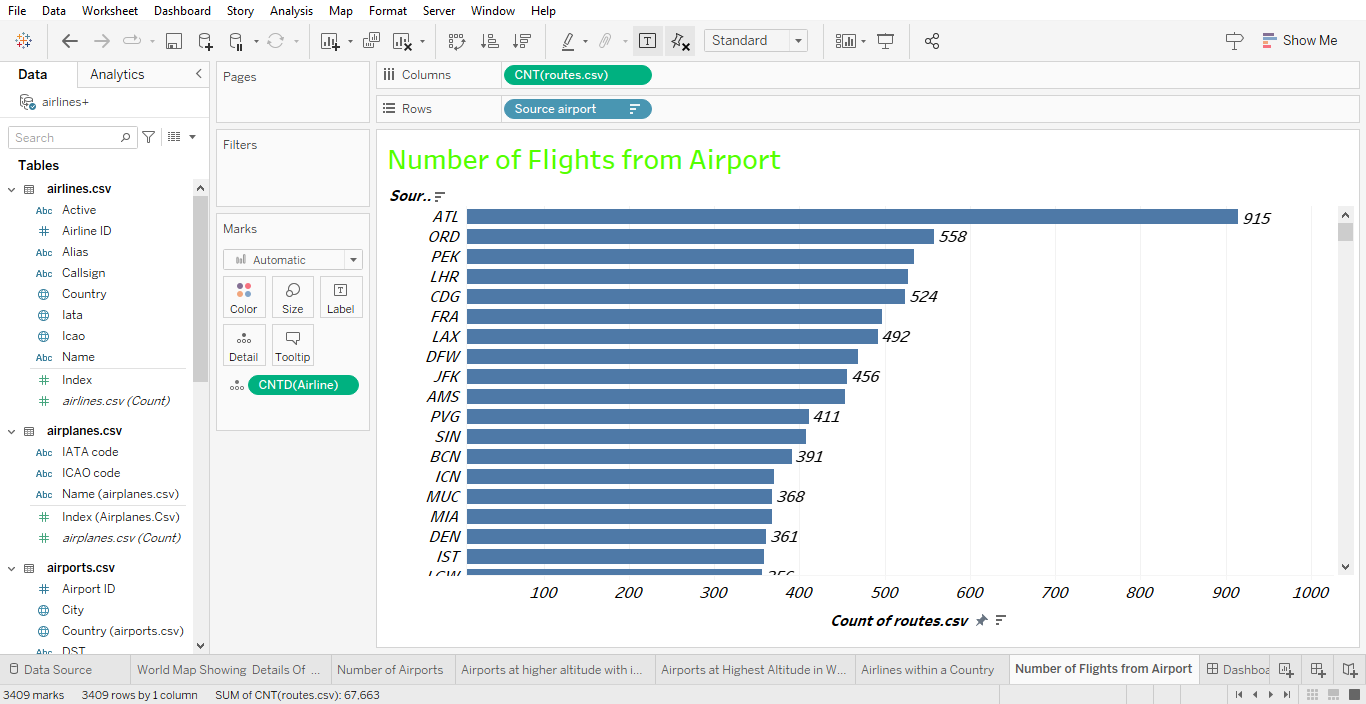 File Data Worksheet Dashboard Story Analysis Map Format Server Window Help
Standard
Show Me
Data Analytics
airlines+
Search
Tables
airlines.csv
Abc Active
# Airline ID
Abc Alias
Abc Callsign
Country
Iata
Icao
Abc Name
# Index
# airlines.csv (Count)
airplanes.csv
Abc IATA code
Abc ICAO code
Abc Name (airplanes.csv)
# Index (Airplanes.Csv)
# airplanes.csv (Count)
airports.csv
# Airport ID
City
Country (airports.csv)
Abc DST
Pages
Filters
Marks
Automatic
Color Size Label
Detail Tooltip
CNTD(Airline)
Columns CNT(routes.csv)
Rows Source airport
Number of Flights from Airport
Sour..
ATL 915
ORD 558
PEK
LHR
CDG 524
FRA
LAX 492
DFW
JFK 456
AMS
PVG 411
SIN
BCN 391
ICN
MUC 368
MIA
DEN 361
IST
LGW 356
100 200 300 400 500 600 700 800 900 1000
Count of routes.csv
Data Source World Map Showing Details Of ... Number of Airports Airports at higher altitude with i... Airports at Highest Altitude in W... Airlines within a Country Number of Flights from Airport Dashboa
3409 marks 3409 rows by 1 column SUM of CNT(routes.csv): 67,663